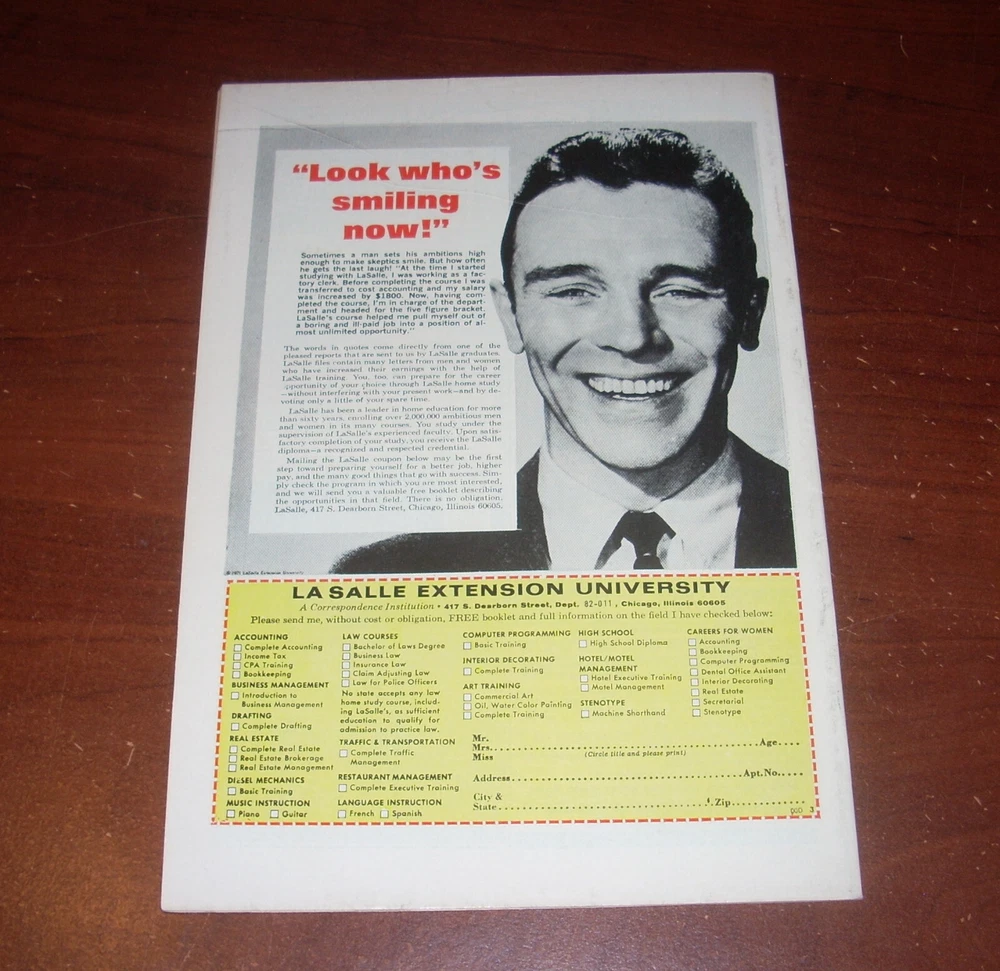 “Look who’s
smiling
now!”
Sometimes a man sets his ambitions high
enough to make skeptics smile. But how often
he gets the last laugh! “At the time I started
studying with LaSalle, I was working as a fac-
tory clerk. Before completing the course I was
transferred to cost accounting and my salary
was increased by $1800. Now, having com-
pleted the course, I’m in charge of the depart-
ment and headed for the five figure bracket.
LaSalle’s course helped me pull myself out of
a boring and ill-paid job into a position of al-
most unlimited opportunity.”
The words in quotes come directly from one of the
pleased reports that are sent to us by LaSalle graduates.
LaSalle files contain many letters from men and women
who have increased their earnings with the help of
LaSalle training. You, too, can prepare for the career
opportunity of your choice through LaSalle home study
—without interfering with your present work—and by de-
voting only a little of your spare time.
LaSalle has been a leader in home education for more
than sixty years, enrolling over 2,000,000 ambitious men
and women in its many courses. You study under the
supervision of LaSalle’s experienced faculty. Upon satis-
factory completion of your study, you receive the LaSalle
diploma—a recognized and respected credential.
Mailing the LaSalle coupon below may be the first
step toward preparing yourself for a better job, higher
pay, and the many good things that go with success. Sim-
ply check the program in which you are most interested,
and we will send you a valuable free booklet describing
the opportunities in that field. There is no obligation.
LaSalle, 417 S. Dearborn Street, Chicago, Illinois 60605.
LaSalle Extension University
LA SALLE EXTENSION UNIVERSITY
A Correspondence Institution • 417 S. Dearborn Street, Dept. 82-011, Chicago, Illinois 60605
Please send me, without cost or obligation, FREE booklet and full information on the field I have checked below:
ACCOUNTING
Complete Accounting
Income Tax
CPA Training
Bookkeeping
BUSINESS MANAGEMENT
Introduction to
Business Management
DRAFTING
Complete Drafting
REAL ESTATE
Complete Real Estate
Real Estate Brokerage
Real Estate Management
DIESEL MECHANICS
Basic Training
MUSIC INSTRUCTION
Piano Guitar
LAW COURSES
Bachelor of Laws Degree
Business Law
Insurance Law
Claim Adjusting Law
Law for Police Officers
No state accepts any law
home study course, includ-
ing LaSalle’s, as sufficient
education to qualify for
admission to practice law.
TRAFFIC & TRANSPORTATION
Complete Traffic
Management
RESTAURANT MANAGEMENT
Complete Executive Training
LANGUAGE INSTRUCTION
French Spanish
COMPUTER PROGRAMMING
Basic Training
INTERIOR DECORATING
Complete Training
ART TRAINING
Commercial Art
Oil, Water Color Painting
Complete Training
HIGH SCHOOL
High School Diploma
HOTEL/MOTEL
MANAGEMENT
Hotel Executive Training
Motel Management
STENOTYPE
Machine Shorthand
CAREERS FOR WOMEN
Accounting
Bookkeeping
Computer Programming
Dental Office Assistant
Interior Decorating
Real Estate
Secretarial
Stenotype
Mr.
Mrs. Age
Miss (Circle title and please print)
Address Apt. No.
City &
State Zip